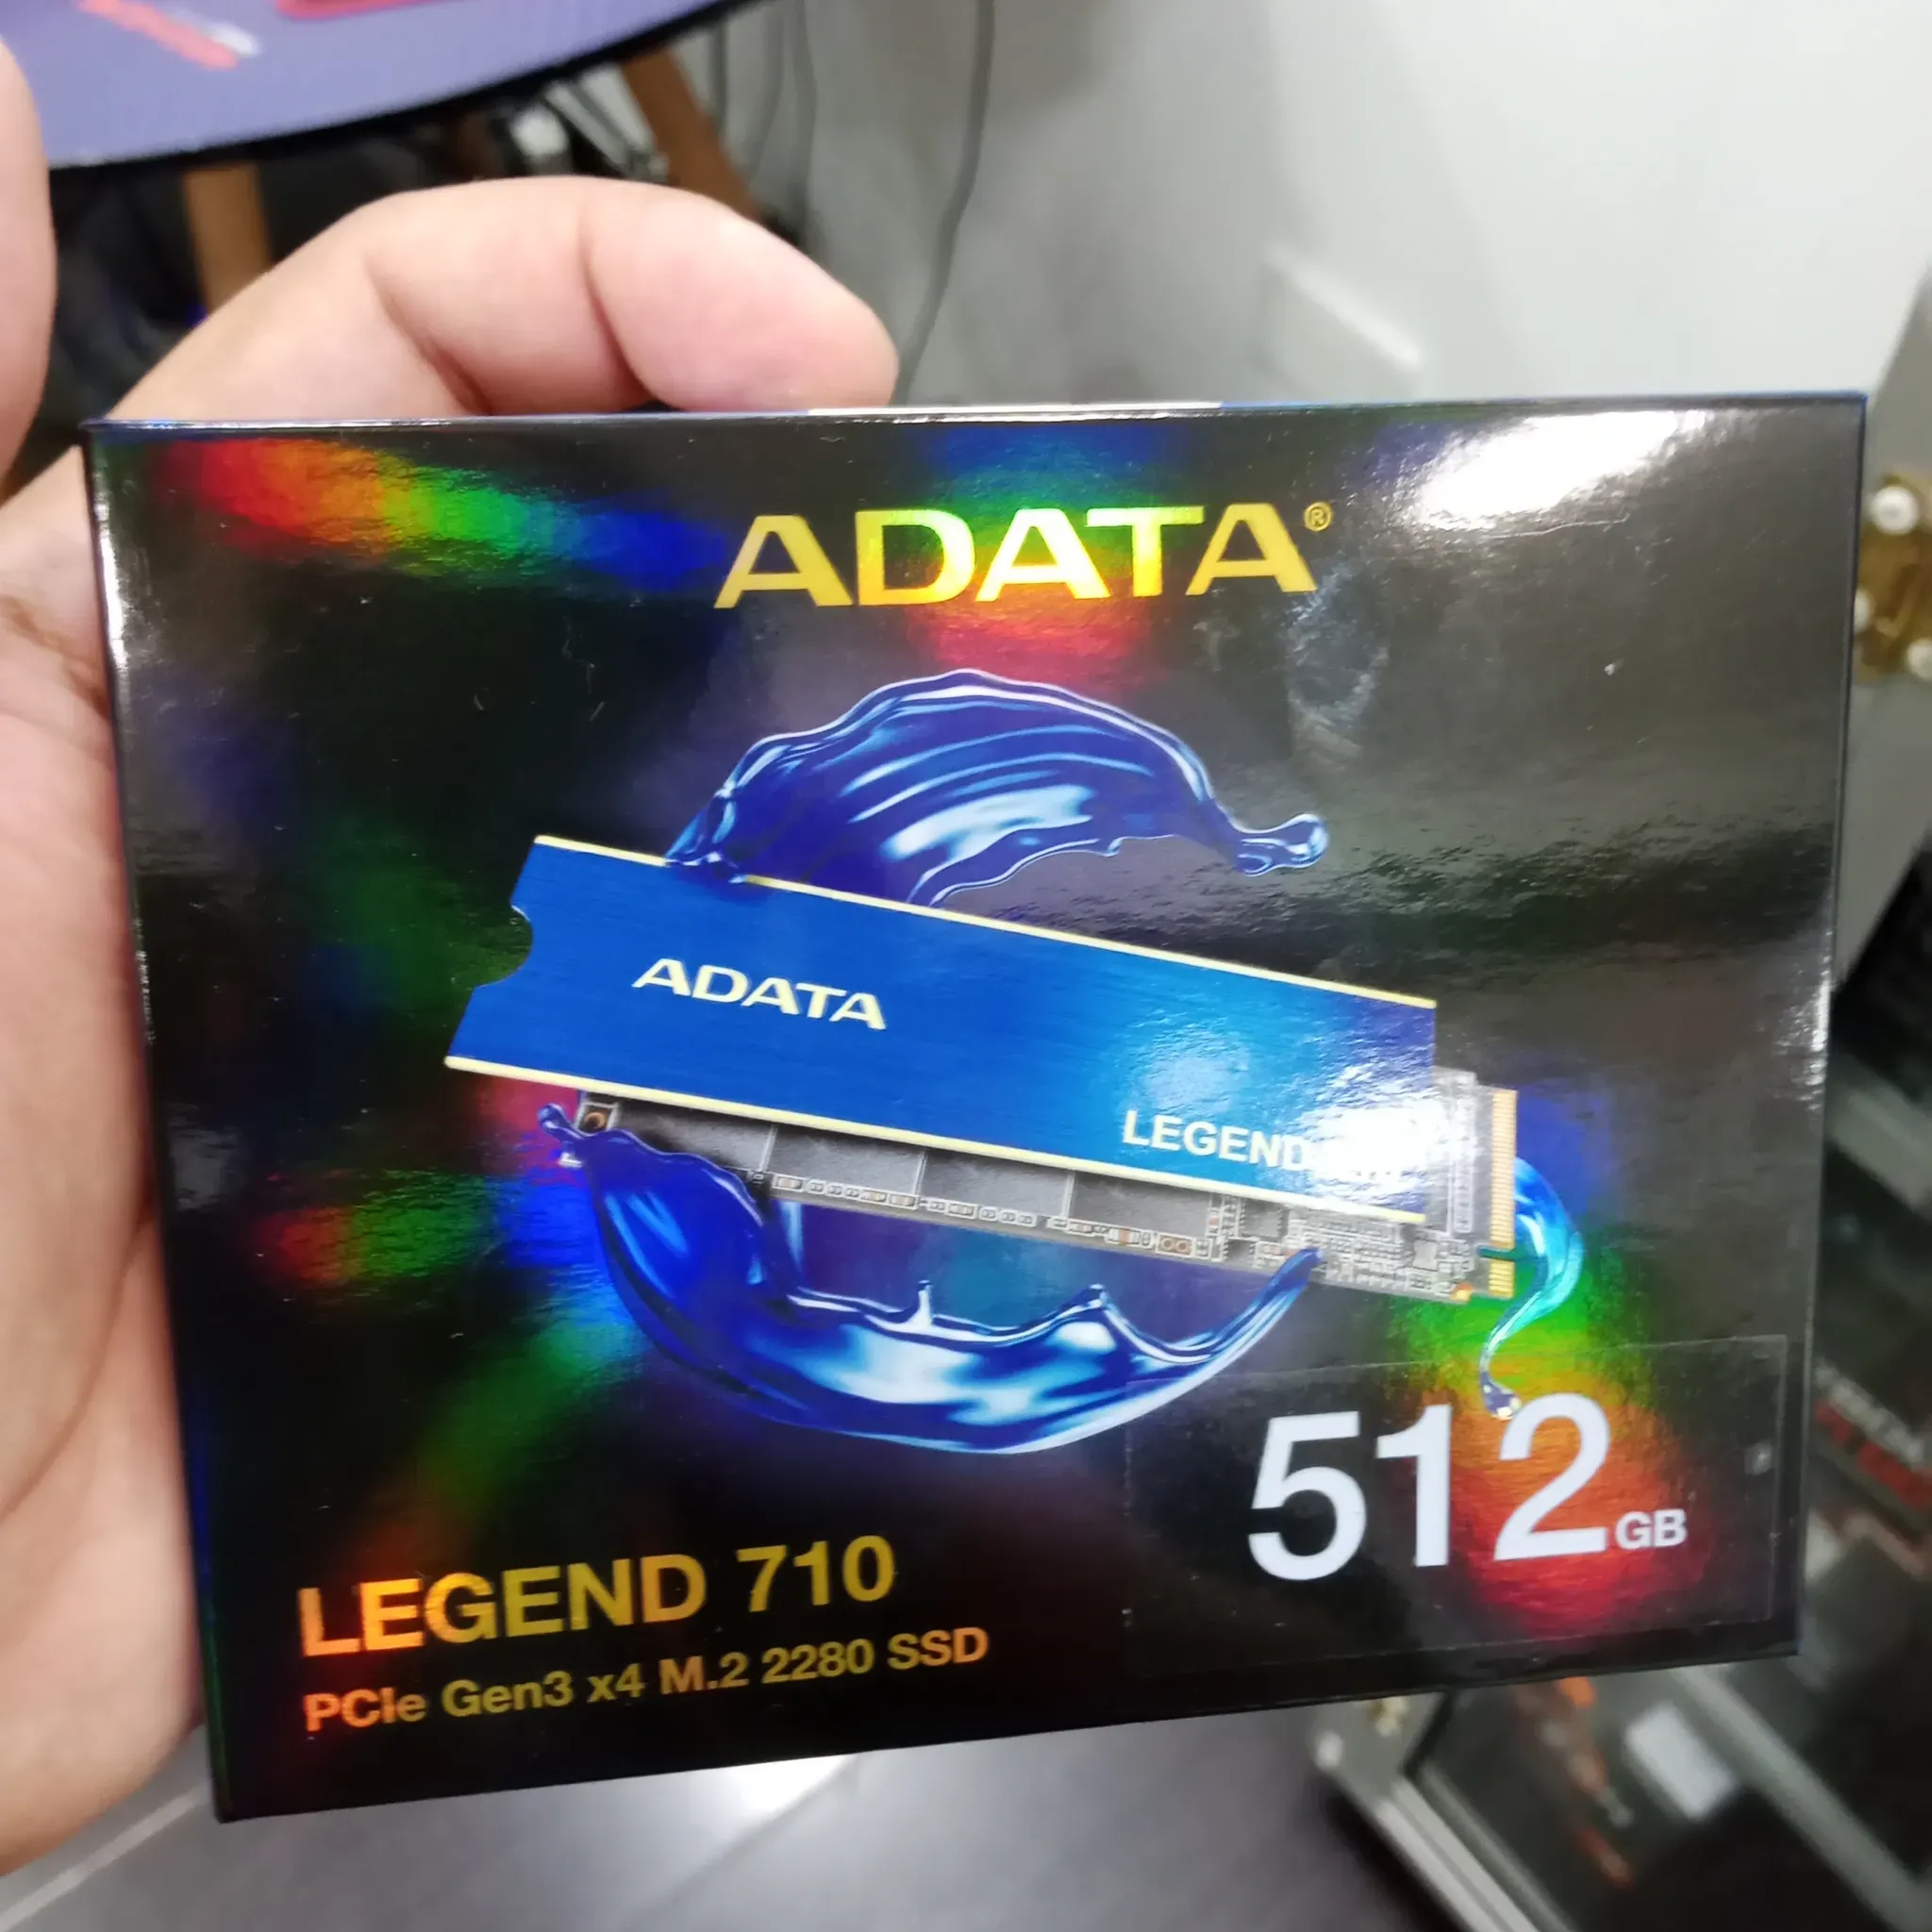 ADATA®
ADATA
LEGEND
512GB
LEGEND 710
PCIe Gen3 x4 M.2 2280 SSD